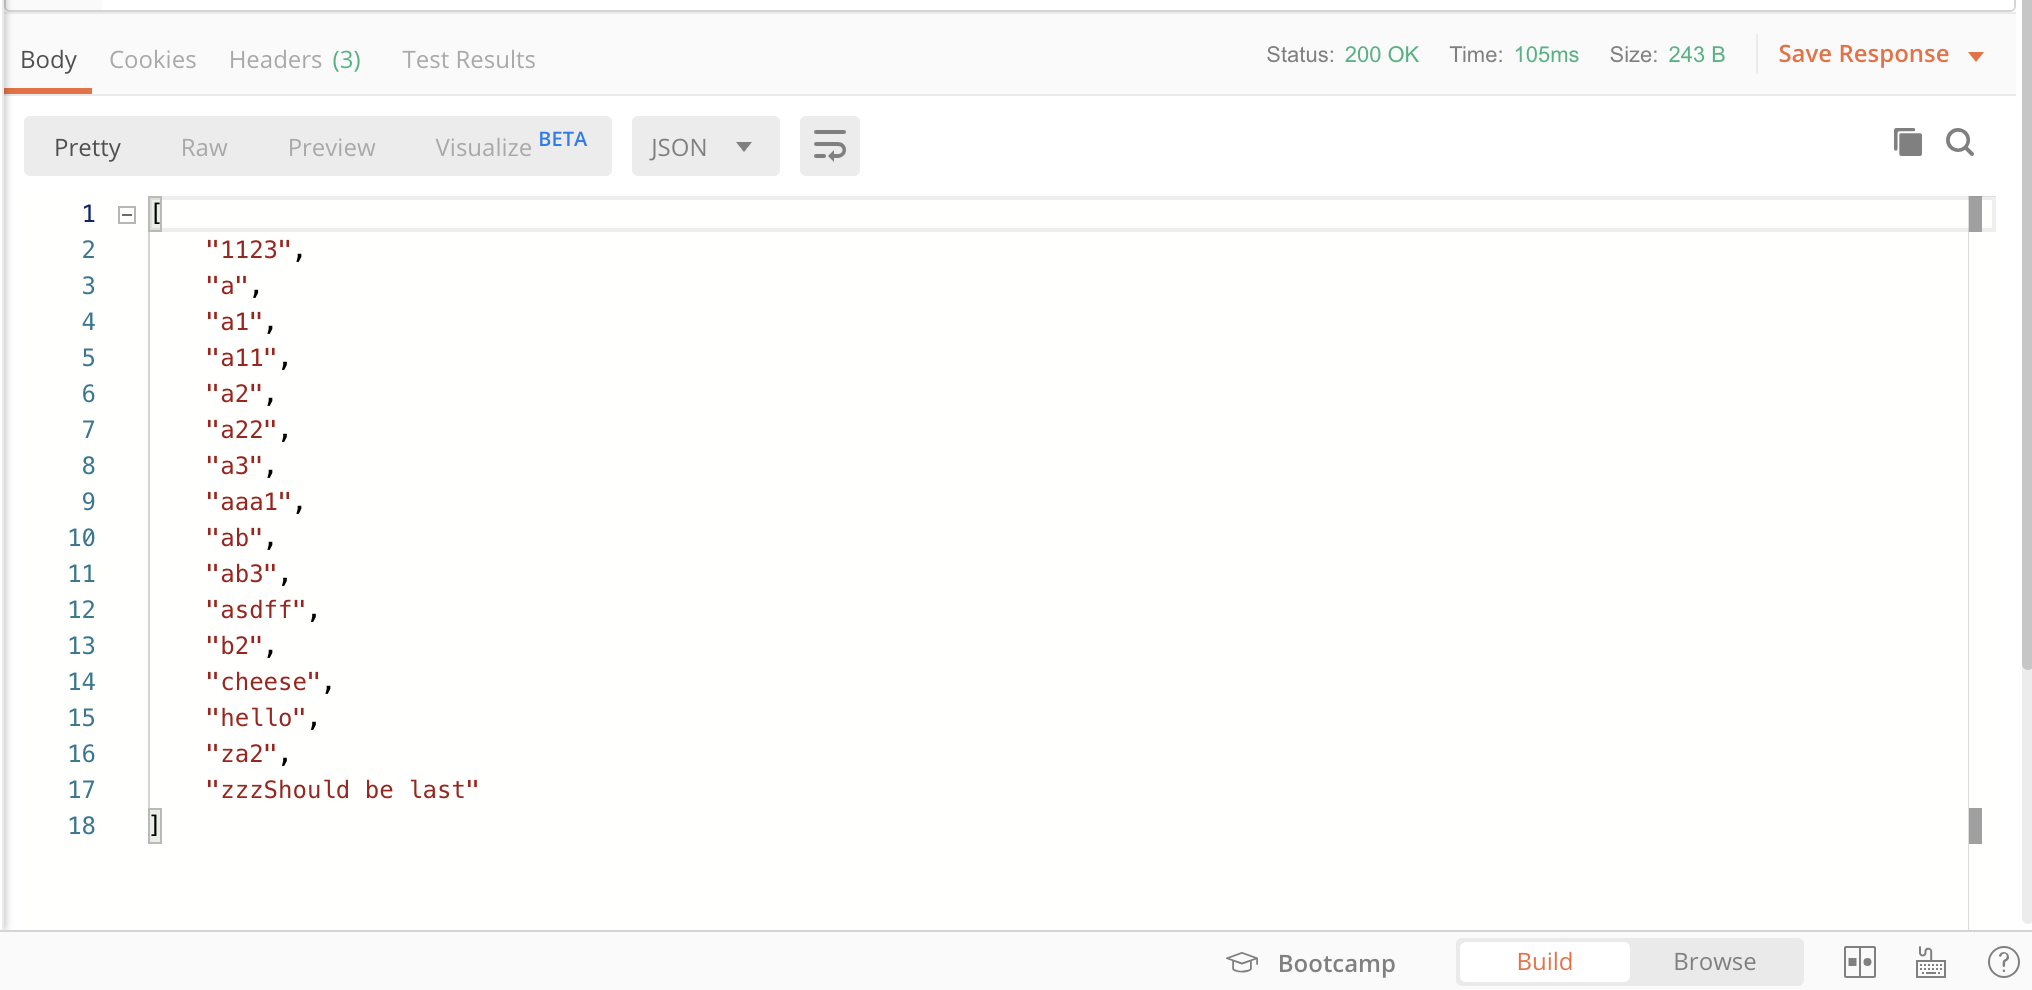 Body Cookies Headers (3) Test Results Status: 200 OK Time: 105ms Size: 243 B Save Response
Pretty Raw Preview Visualize BETA JSON
1 [
2 "1123",
3 "a",
4 "a1",
5 "a11",
6 "a2",
7 "a22",
8 "a3",
9 "aaa1",
10 "ab",
11 "ab3",
12 "asdff",
13 "b2",
14 "cheese",
15 "hello",
16 "za2",
17 "zzzShould be last"
18 ]
Bootcamp Build Browse ?